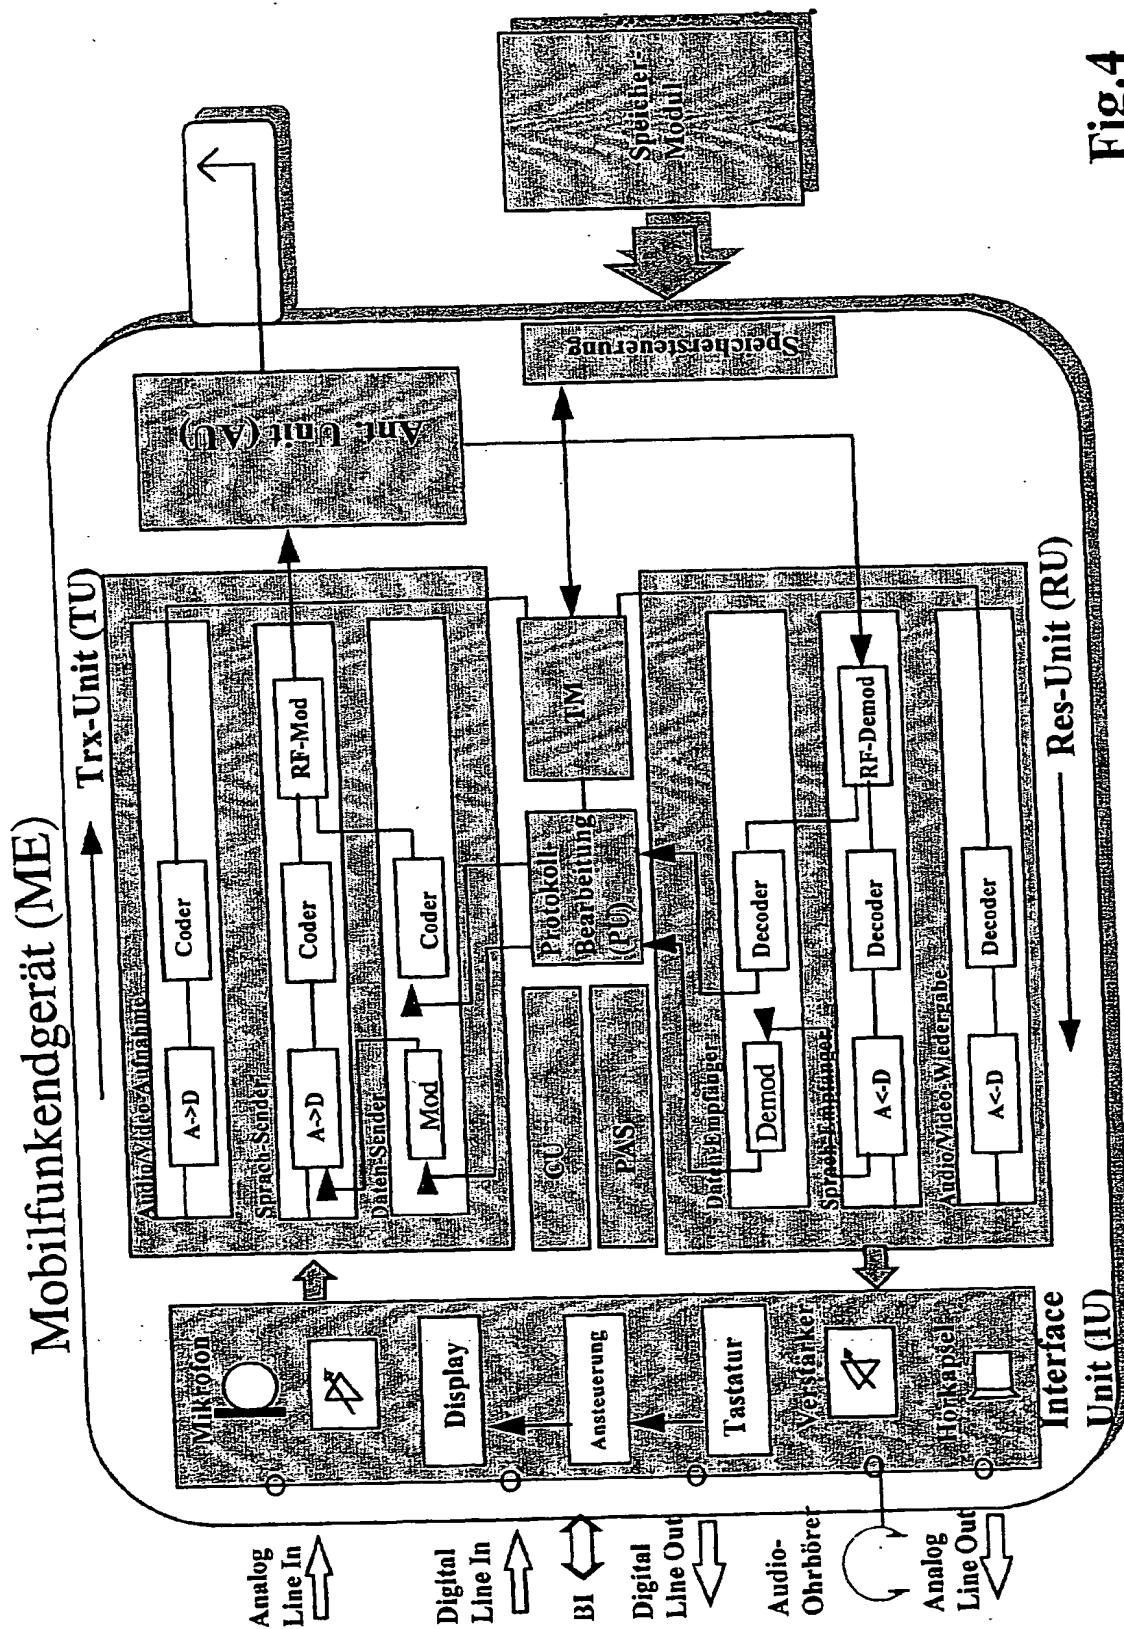 Mobilfunkendgerät (ME)
Trx-Unit (TU)
Audio/Video-Aufnahme
A->D
Coder
Sprach-Sender
A->D
Coder
RF-Mod
Daten-Sender
Mod
Coder
Ant. Unit (AU)
Mikrofon
Display
Ansteuerung
Tastatur
Verstärker
Hörkapsel
Interface
Unit (IU)
Analog
Line In
Digital
Line In
BI
Digital
Line Out
Audio-
Ohrhörer
Analog
Line Out
CU
PAS
Protokoll-
Bearbeitung
(PU)
TM
Speichersteuerung
Speicher-
Modul
Daten-Empfänger
Demod
Decoder
Sprach-Empfänger
A<-D
Decoder
RF-Demod
Audio/Video-Wiedergabe
A<-D
Decoder
Res-Unit (RU)
Fig.4